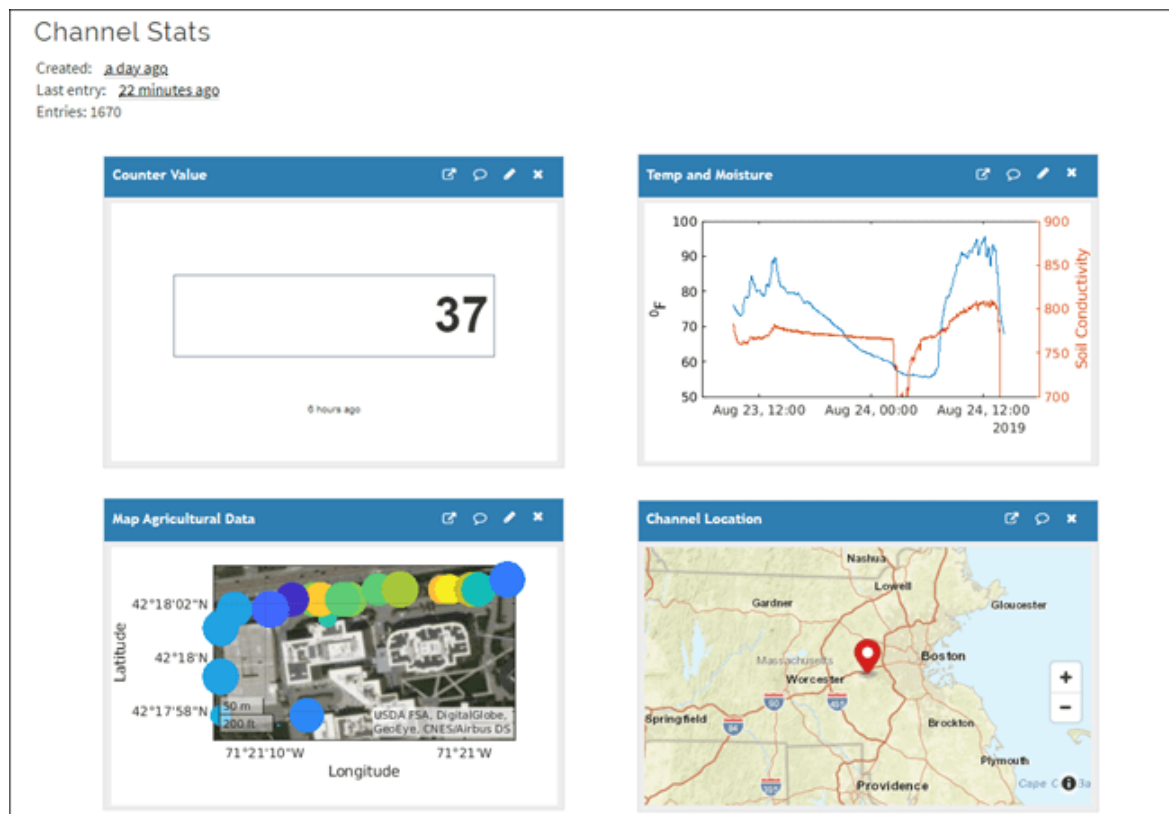 Channel Stats
Created: a day ago
Last entry: 22 minutes ago
Entries: 1670
Counter Value
37
6 hours ago
Temp and Moisture
100
90
80
70
60
50
°F
900
850
800
750
700
Soil Conductivity
Aug 23, 12:00
Aug 24, 00:00
Aug 24, 12:00
2019
Map Agricultural Data
42°18'02"N
42°18'N
42°17'58"N
Latitude
50 m
200 ft
USDA FSA, DigitalGlobe,
GeoEye, CNES/Airbus DS
71°21'10"W
71°21'W
Longitude
Channel Location
Nashua
Lowell
Gardner
Gloucester
Massachusetts
Boston
Worcester
+
−
90
Springfield
84
Brockton
Plymouth
Providence
Cape